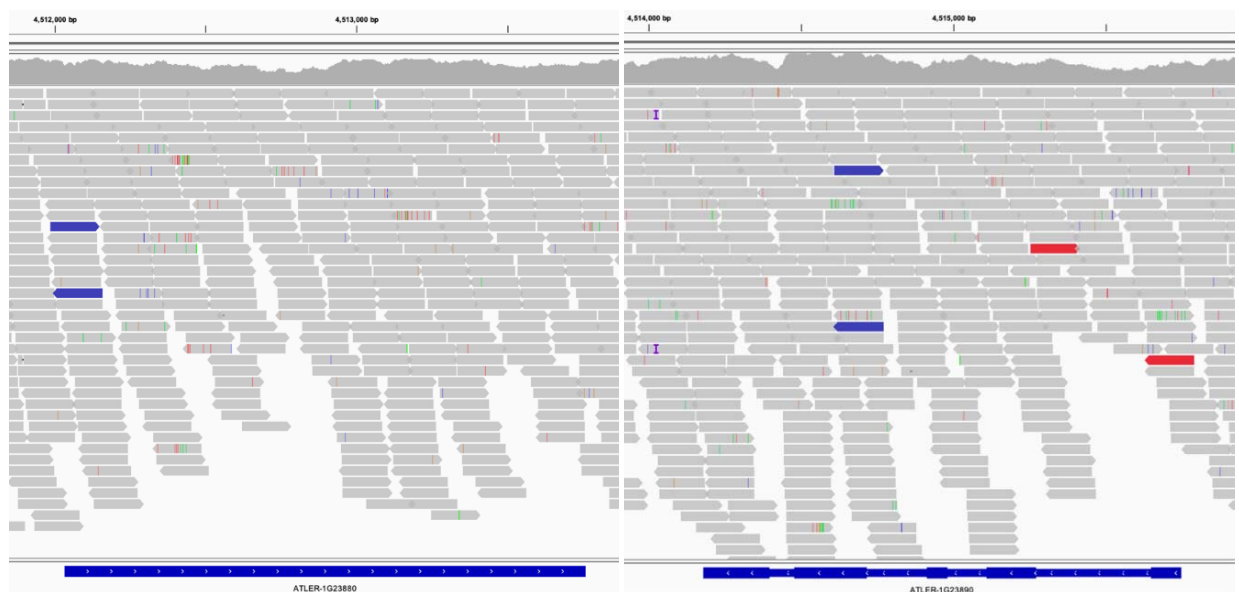 4,512,000 bp
4,513,000 bp
4,514,000 bp
4,515,000 bp
ATLER-1G23880
ATLER-1G23890